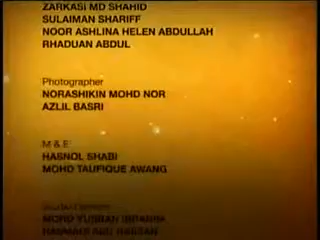 ZARKASI MD SHAHID
SULAIMAN SHARIFF
NOOR ASHLINA HELEN ABDULLAH
RHADUAN ABDUL
Photographer
NORASHIKIN MOHD NOR
AZLIL BASRI
M & E
HASNOL SHABI
MOHD TAUFIQUE AWANG
MOHD